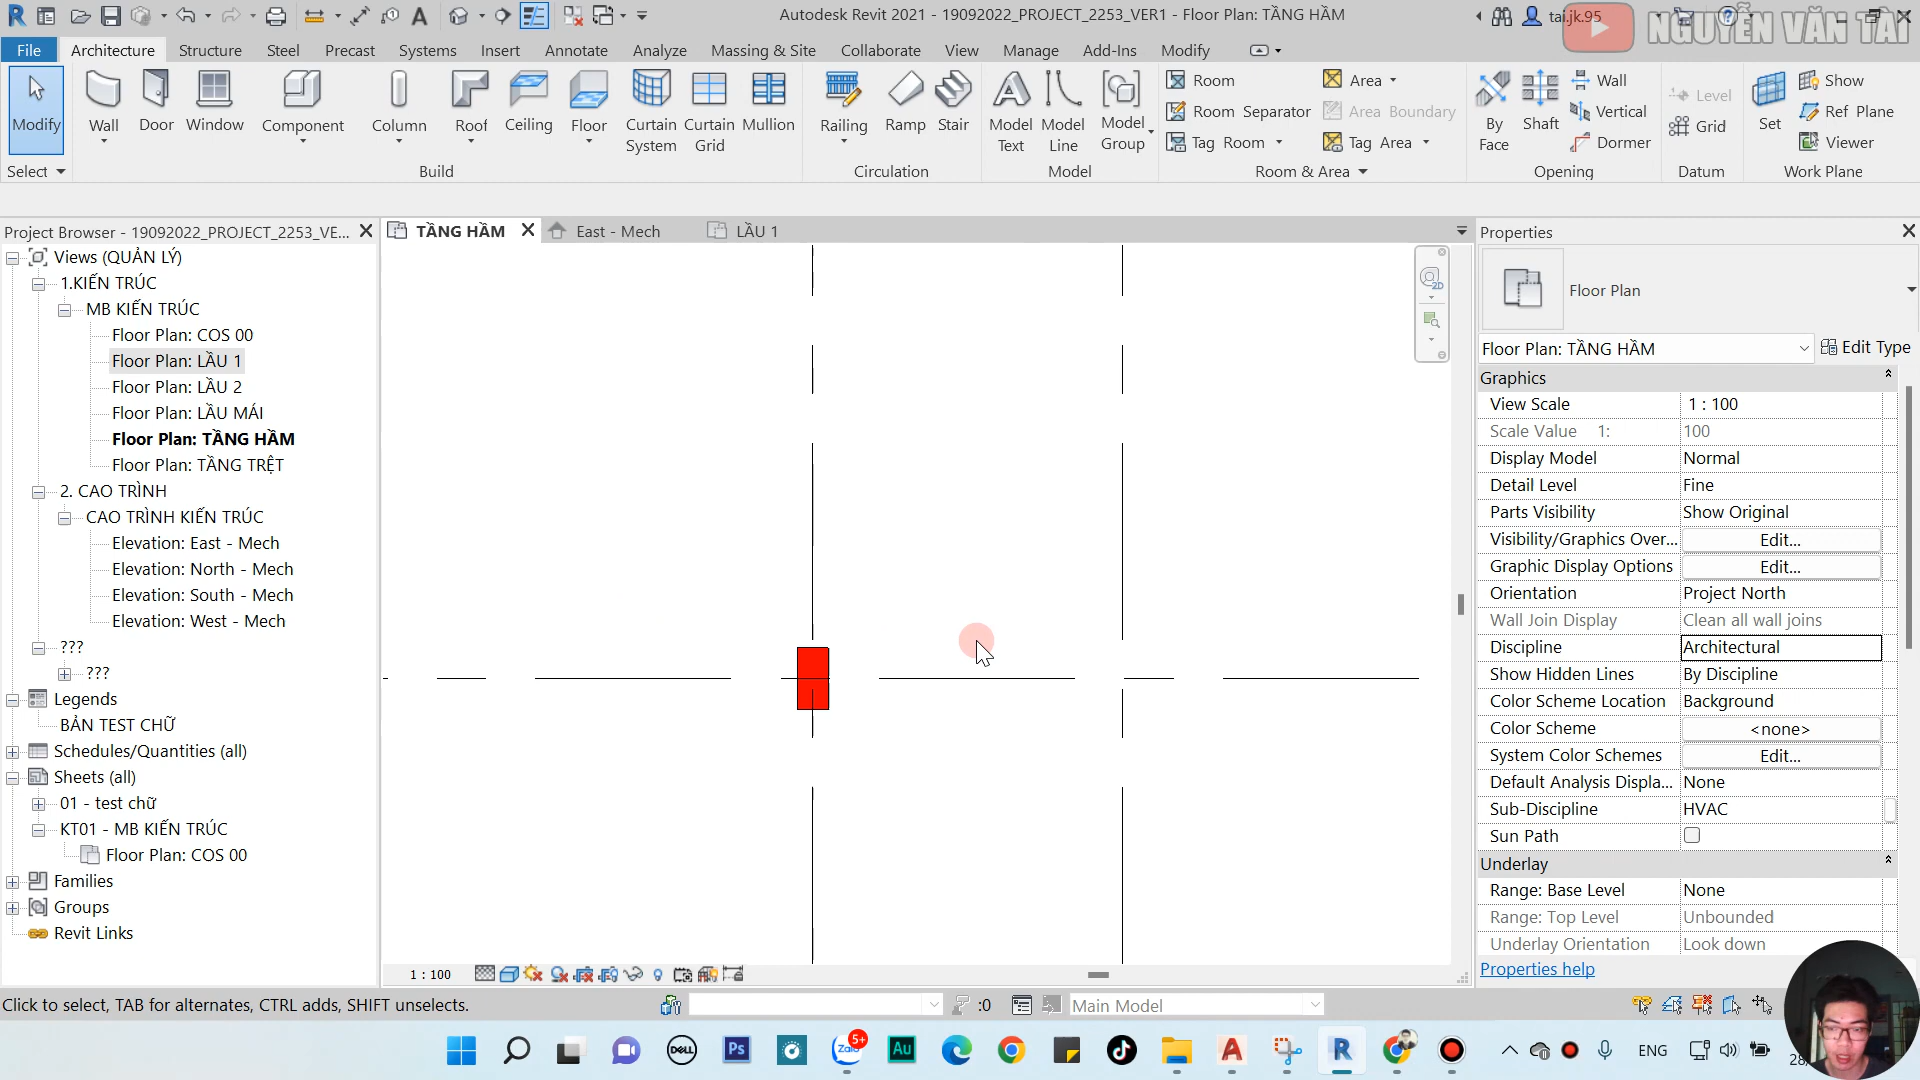 Autodesk Revit 2021 - 19092022_PROJECT_2253_VER1 - Floor Plan: TẦNG HẦM
tai.jk.95
NGUYỄN VĂN TÀI
File Architecture Structure Steel Precast Systems Insert Annotate Analyze Massing & Site Collaborate View Manage Add-Ins Modify
Modify
Wall
Door
Window
Component
Column
Roof
Ceiling
Floor
Curtain System
Curtain Grid
Mullion
Railing
Ramp
Stair
Model Text
Model Line
Model Group
Room
Room Separator
Tag Room
Area
Area Boundary
Tag Area
By Face
Shaft
Wall
Vertical
Dormer
Level
Grid
Set
Show
Ref Plane
Viewer
Select
Build
Circulation
Model
Room & Area
Opening
Datum
Work Plane
Project Browser - 19092022_PROJECT_2253_VE...
Views (QUẢN LÝ)
1.KIẾN TRÚC
MB KIẾN TRÚC
Floor Plan: COS 00
Floor Plan: LẦU 1
Floor Plan: LẦU 2
Floor Plan: LẦU MÁI
Floor Plan: TẦNG HẦM
Floor Plan: TẦNG TRỆT
2. CAO TRÌNH
CAO TRÌNH KIẾN TRÚC
Elevation: East - Mech
Elevation: North - Mech
Elevation: South - Mech
Elevation: West - Mech
???
???
Legends
BẢN TEST CHỮ
Schedules/Quantities (all)
Sheets (all)
01 - test chữ
KT01 - MB KIẾN TRÚC
Floor Plan: COS 00
Families
Groups
Revit Links
TẦNG HẦM
East - Mech
LẦU 1
2D
1 : 100
Properties
Floor Plan
Floor Plan: TẦNG HẦM
Edit Type
Graphics
View Scale 1 : 100
Scale Value 1: 100
Display Model Normal
Detail Level Fine
Parts Visibility Show Original
Visibility/Graphics Over... Edit...
Graphic Display Options Edit...
Orientation Project North
Wall Join Display Clean all wall joins
Discipline Architectural
Show Hidden Lines By Discipline
Color Scheme Location Background
Color Scheme <none>
System Color Schemes Edit...
Default Analysis Displa... None
Sub-Discipline HVAC
Sun Path
Underlay
Range: Base Level None
Range: Top Level Unbounded
Underlay Orientation Look down
Properties help
Click to select, TAB for alternates, CTRL adds, SHIFT unselects.
:0
Main Model
DELL
Ps
Zalo
5+
Au
A
R
ENG